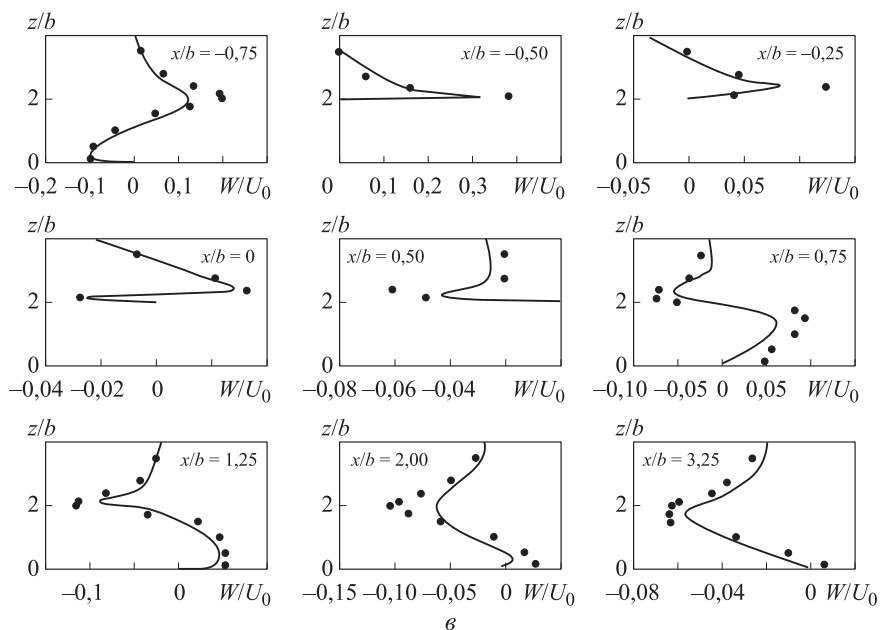 z/b z/b z/b
x/b = –0,75 x/b = –0,50 x/b = –0,25
2 2 2
0 0 0
–0,2 –0,1 0 0,1 W/U0 0 0,1 0,2 0,3 W/U0 –0,05 0 0,05 W/U0
z/b z/b z/b
x/b = 0 x/b = 0,50 x/b = 0,75
2 2 2
0 0 0
–0,04 –0,02 0 W/U0 –0,08 –0,06 –0,04 W/U0 –0,10 –0,05 0 0,05 W/U0
z/b z/b z/b
x/b = 1,25 x/b = 2,00 x/b = 3,25
2 2 2
0 0 0
–0,1 0 W/U0 –0,15 –0,10 –0,05 0 W/U0 –0,08 –0,04 0 W/U0
в